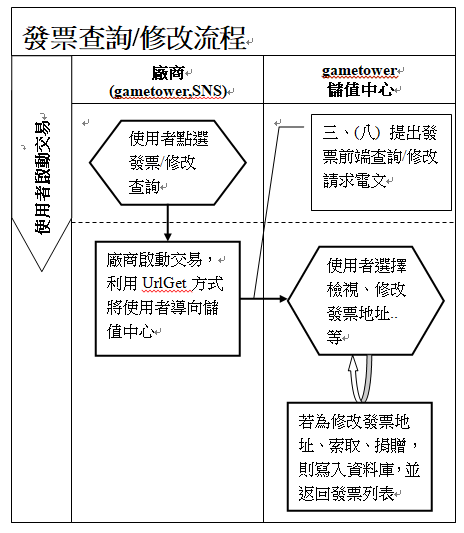 發票查詢/修改流程
廠商
(gametower,SNS)
gametower
儲值中心
使用者啟動交易
使用者點選
發票/修改
查詢
三、(八) 提出發
票前端查詢/修改
請求電文
廠商啟動交易，
利用 UrlGet 方式
將使用者導向儲
值中心
使用者選擇
檢視、修改
發票地址..
等
若為修改發票地
址、索取、捐贈，
則寫入資料庫，並
返回發票列表